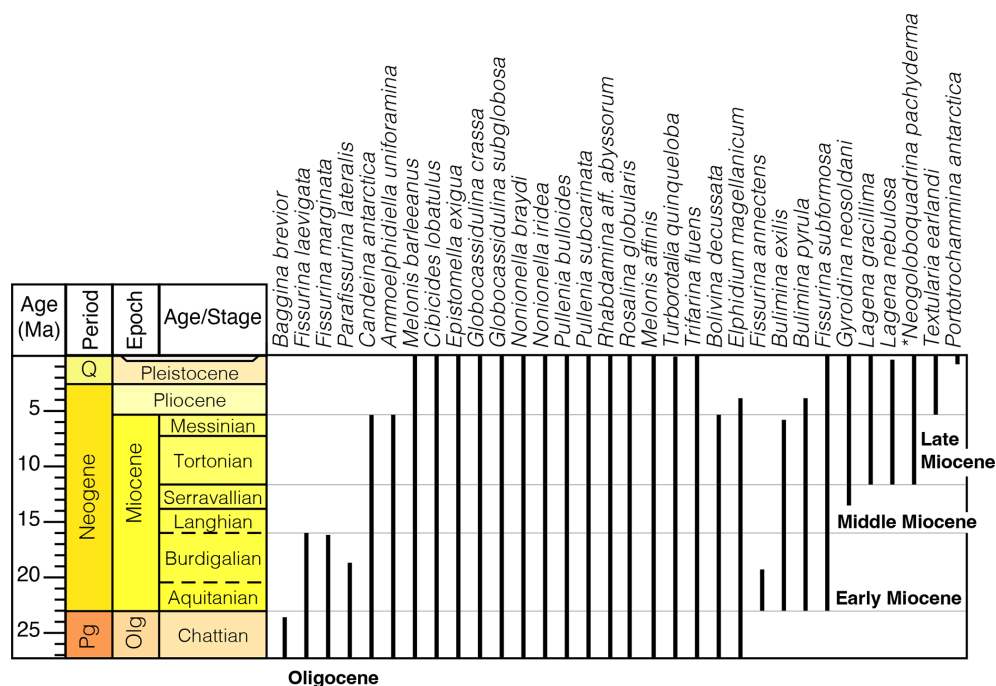 Baggina brevior
Fissurina laevigata
Fissurina marginata
Parafissurina lateralis
Candeina antarctica
Ammoelphidiella uniforamina
Melonis barleeanus
Cibicides lobatulus
Epistomella exigua
Globocassidulina crassa
Globocassidulina subglobosa
Nonionella braydi
Nonionella iridea
Pullenia bulloides
Pullenia subcarinata
Rhabdamina aff. abyssorum
Rosalina globularis
Melonis affinis
Turborotalia quinqueloba
Trifarina fluens
Bolivina decussata
Elphidium magellanicum
Fissurina annectens
Bulimina exilis
Bulimina pyrula
Fissurina subformosa
Gyroidina neosoldani
Lagena gracillima
Lagena nebulosa
*Neogoloboquadrina pachyderma
Textularia earlandi
Portotrochammina antarctica
Age
(Ma)
Period
Epoch
Age/Stage
Q
Pleistocene
Pliocene
5
Neogene
Miocene
Messinian
Late
Miocene
10
Tortonian
Serravallian
15
Langhian
Middle Miocene
Burdigalian
20
Aquitanian
Early Miocene
25
Pg
Olg
Chattian
Oligocene